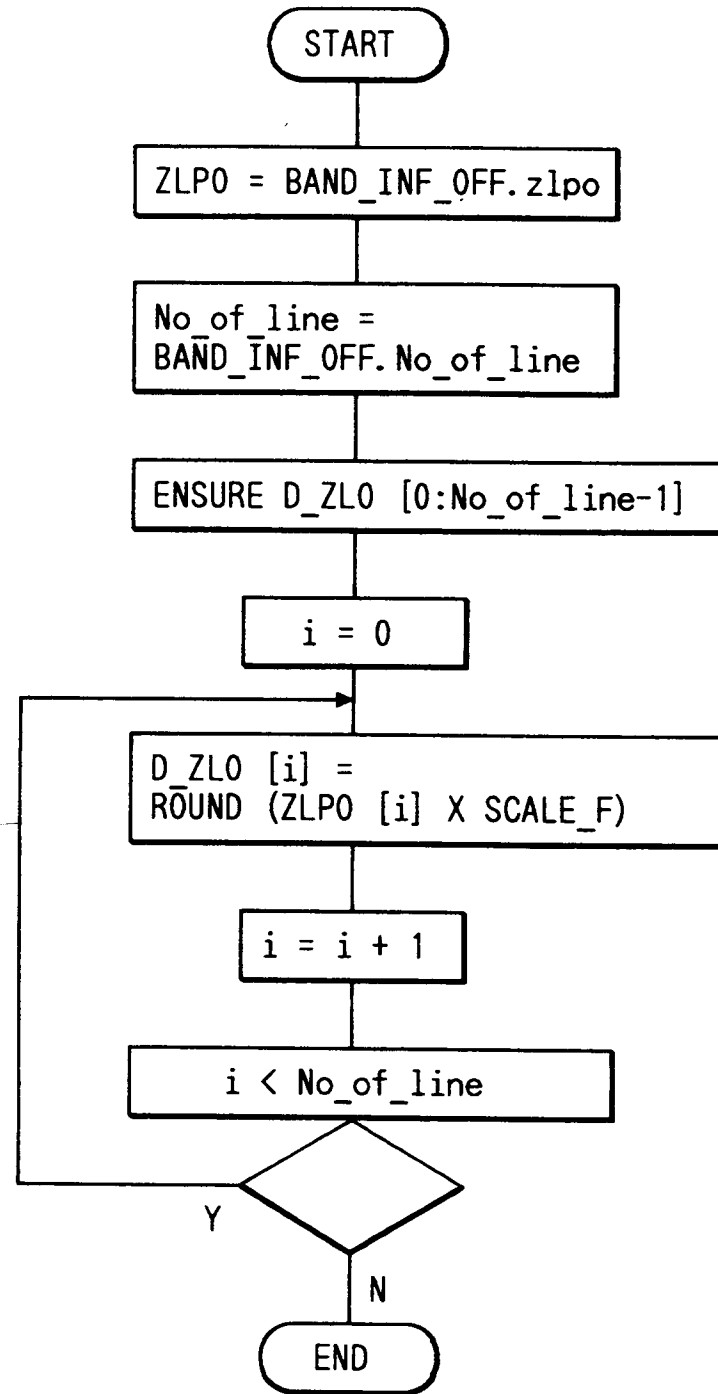 START
ZLPO = BAND_INF_OFF.zlpo
No_of_line =
BAND_INF_OFF.No_of_line
ENSURE D_ZLO [0:No_of_line-1]
i = 0
D_ZLO [i] =
ROUND (ZLPO [i] X SCALE_F)
i = i + 1
i < No_of_line
Y
N
END